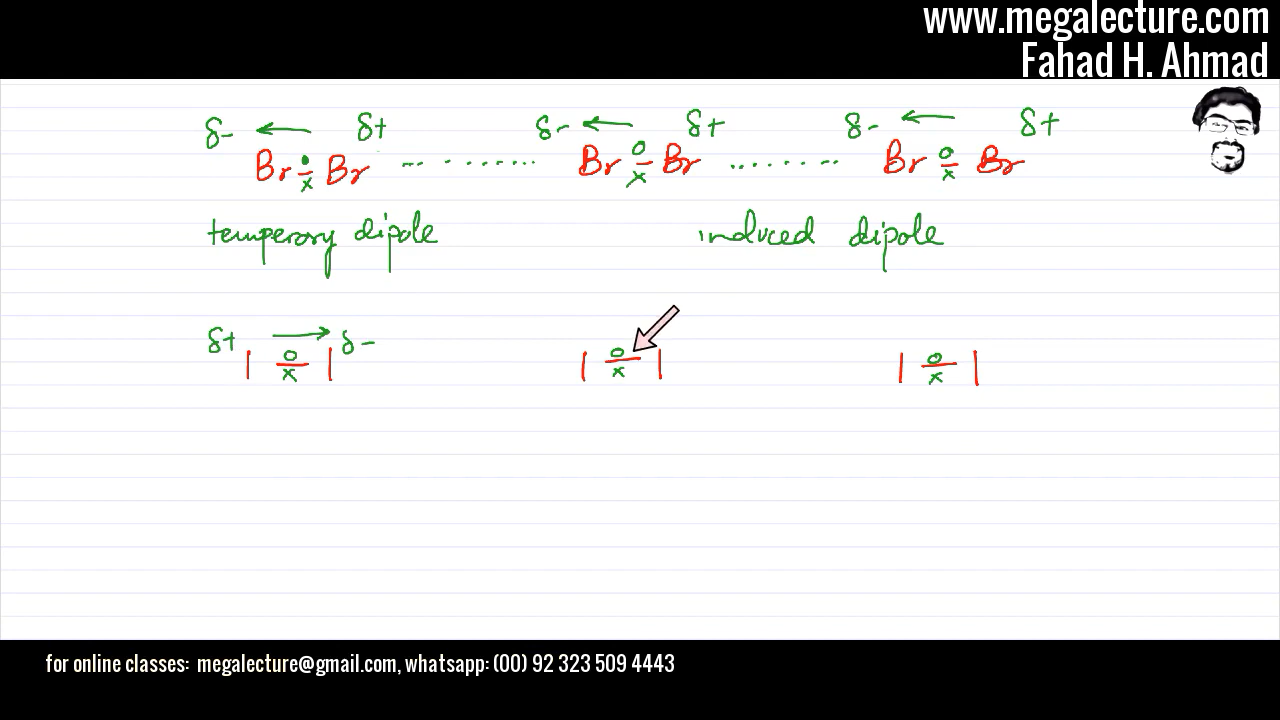 www.megalecture.com
Fahad H. Ahmad
δ- ← δ+ δ- ← δ+ δ- ← δ+
Br o/x Br ... ........ Br o/x Br ......... Br o/x Br
temperory dipole induced dipole
δ+ → δ-
I o/x I I o/x I I o/x I
for online classes: megalecture@gmail.com, whatsapp: (00) 92 323 509 4443